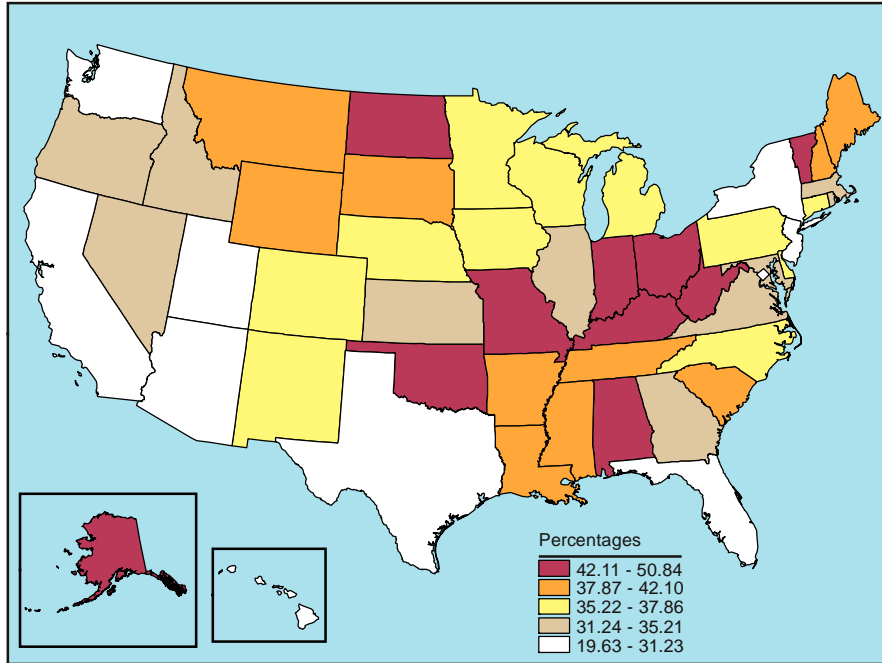 Percentages
42.11 - 50.84
37.87 - 42.10
35.22 - 37.86
31.24 - 35.21
19.63 - 31.23